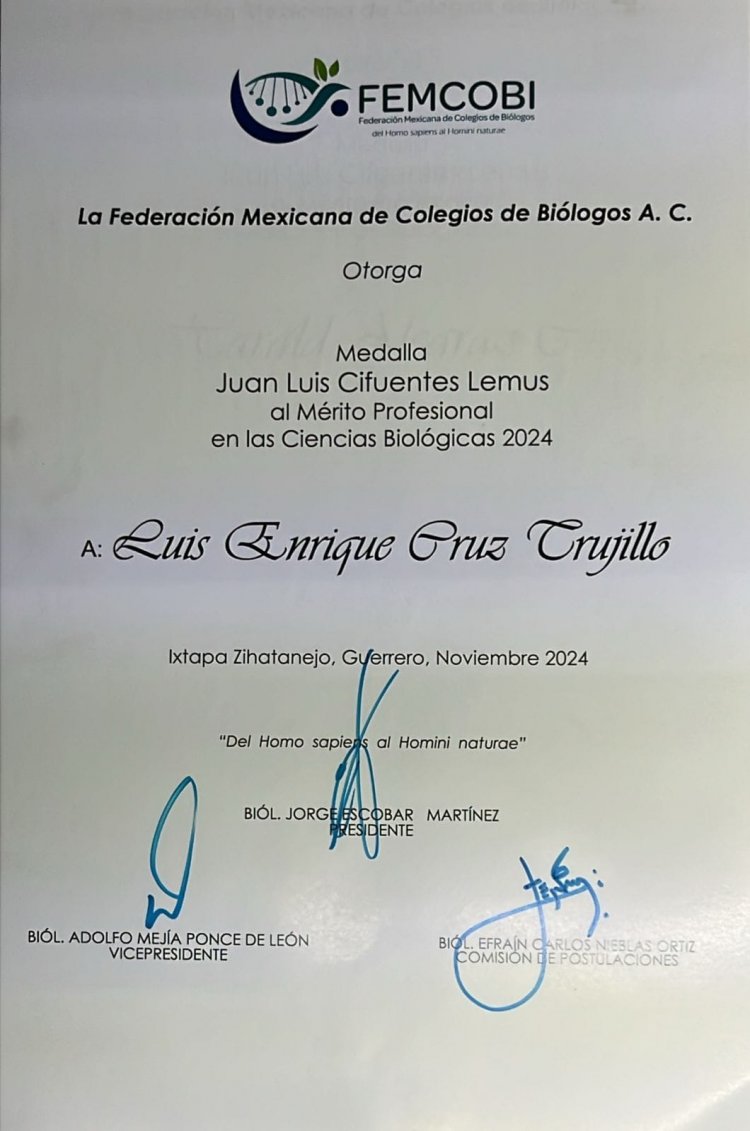 FEMCOBI
Federación Mexicana de Colegios de Biólogos
del Homo sapiens al Homini naturae
La Federación Mexicana de Colegios de Biólogos A. C.
Otorga
Medalla
Juan Luis Cifuentes Lemus
al Mérito Profesional
en las Ciencias Biológicas 2024
A: Luis Enrique Cruz Trujillo
Ixtapa Zihatanejo, Guerrero, Noviembre 2024
“Del Homo sapiens al Homini naturae”
BIÓL. JORGE ESCOBAR MARTÍNEZ
PRESIDENTE
BIÓL. ADOLFO MEJÍA PONCE DE LEÓN
VICEPRESIDENTE
BIÓL. EFRAÍN CARLOS NIEBLAS ORTIZ
COMISIÓN DE POSTULACIONES